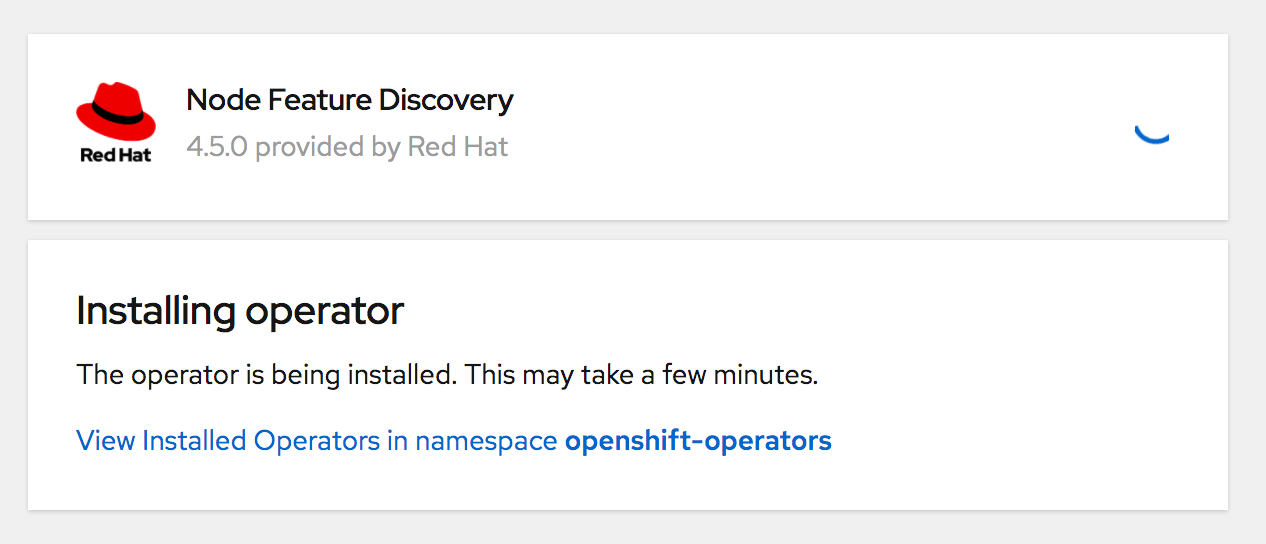 Node Feature Discovery
4.5.0 provided by Red Hat
Red Hat
Installing operator
The operator is being installed. This may take a few minutes.
View Installed Operators in namespace openshift-operators